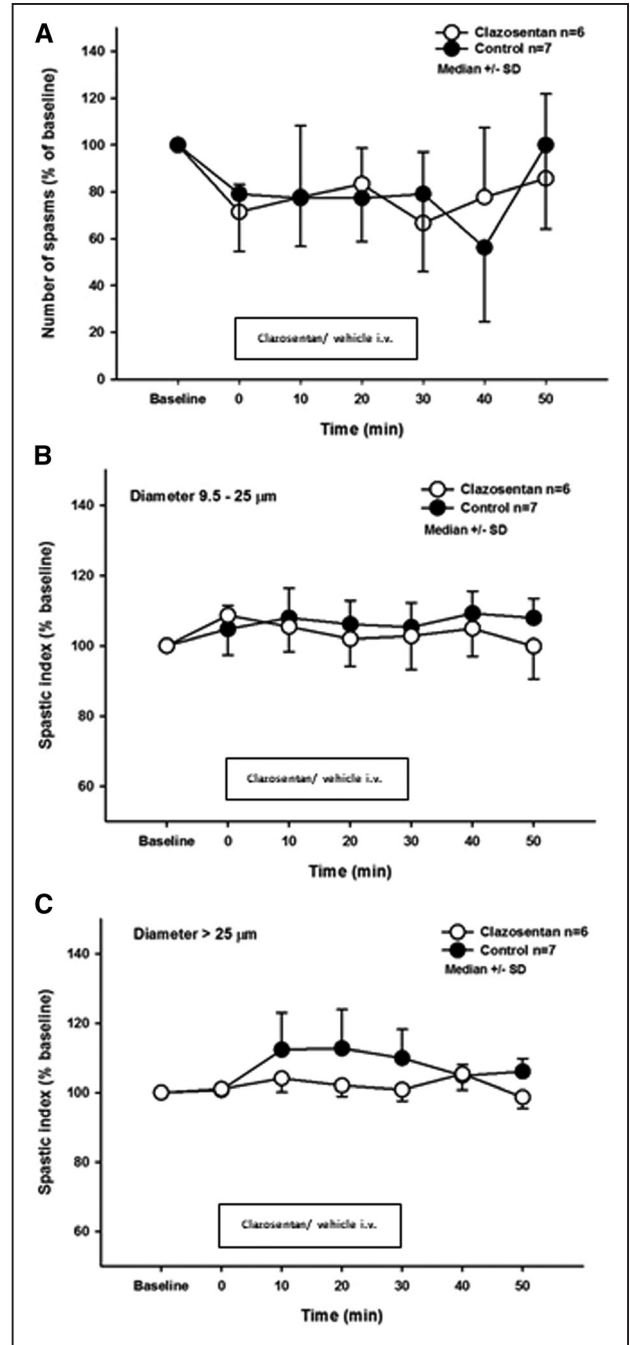 A
Clazosentan n=6
Control n=7
Median +/- SD
Number of spasms (% of baseline)
140
120
100
80
60
40
20
0
Clazosentan/ vehicle i.v.
Baseline 0 10 20 30 40 50
Time (min)
B
Diameter 9.5 - 25 μm
Clazosentan n=6
Control n=7
Median +/- SD
Spastic index (% baseline)
140
120
100
80
60
Clazosentan/ vehicle i.v.
Baseline 0 10 20 30 40 50
Time (min)
C
Diameter > 25 μm
Clazosentan n=6
Control n=7
Median +/- SD
Spastic index (% baseline)
140
120
100
80
60
Clazosentan/ vehicle i.v.
Baseline 0 10 20 30 40 50
Time (min)